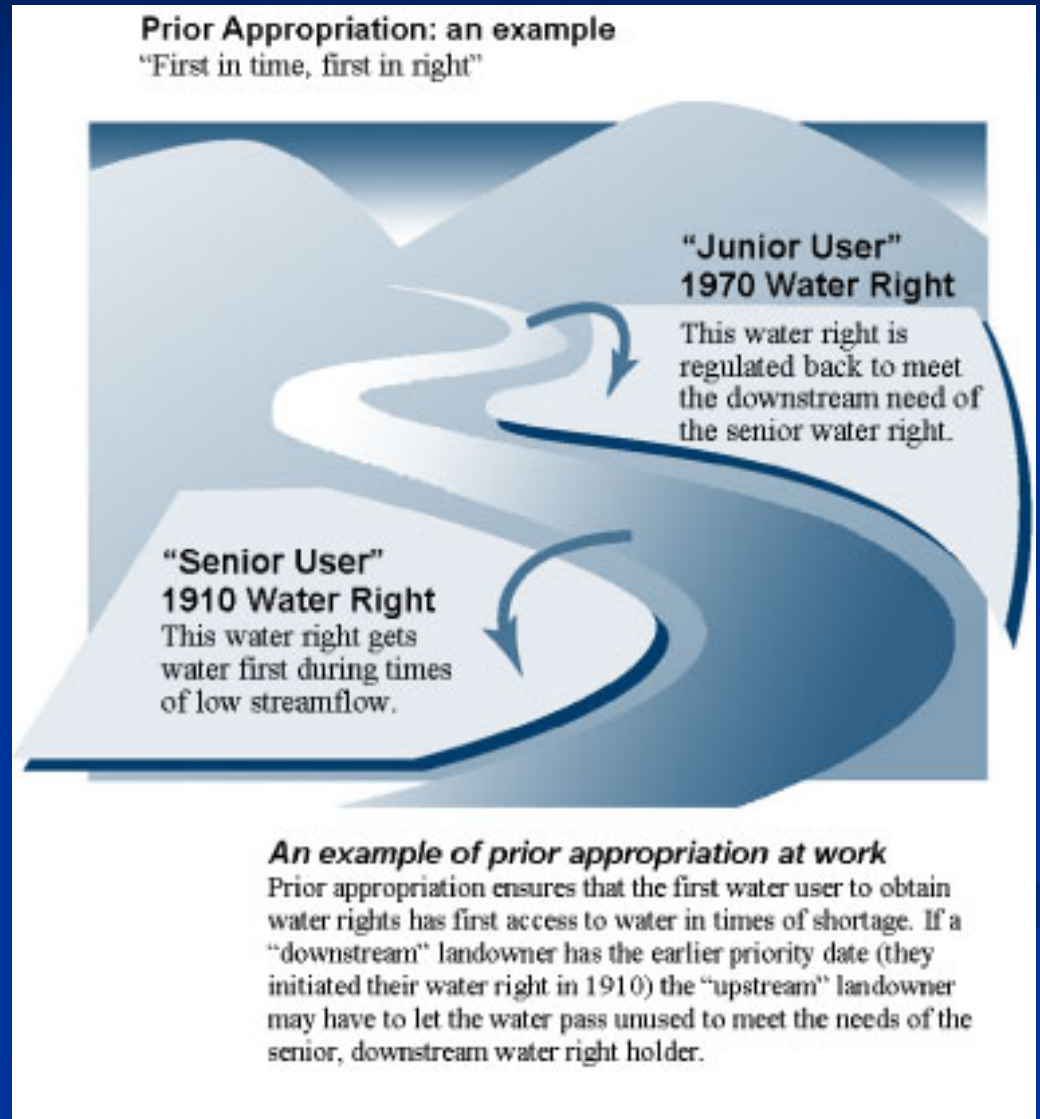 Prior Appropriation: an example
“First in time, first in right”
“Junior User”
1970 Water Right
This water right is
regulated back to meet
the downstream need of
the senior water right.
“Senior User”
1910 Water Right
This water right gets
water first during times
of low streamflow.
An example of prior appropriation at work
Prior appropriation ensures that the first water user to obtain
water rights has first access to water in times of shortage. If a
“downstream” landowner has the earlier priority date (they
initiated their water right in 1910) the “upstream” landowner
may have to let the water pass unused to meet the needs of the
senior, downstream water right holder.